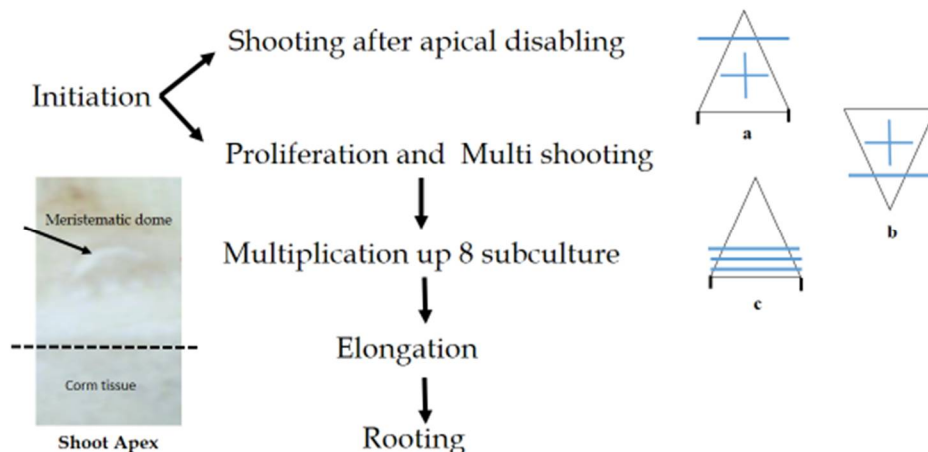 Shooting after apical disabling
Initiation
Proliferation and Multi shooting
Multiplication up 8 subculture
Elongation
Rooting
Meristematic dome
Corm tissue
Shoot Apex
a
b
c